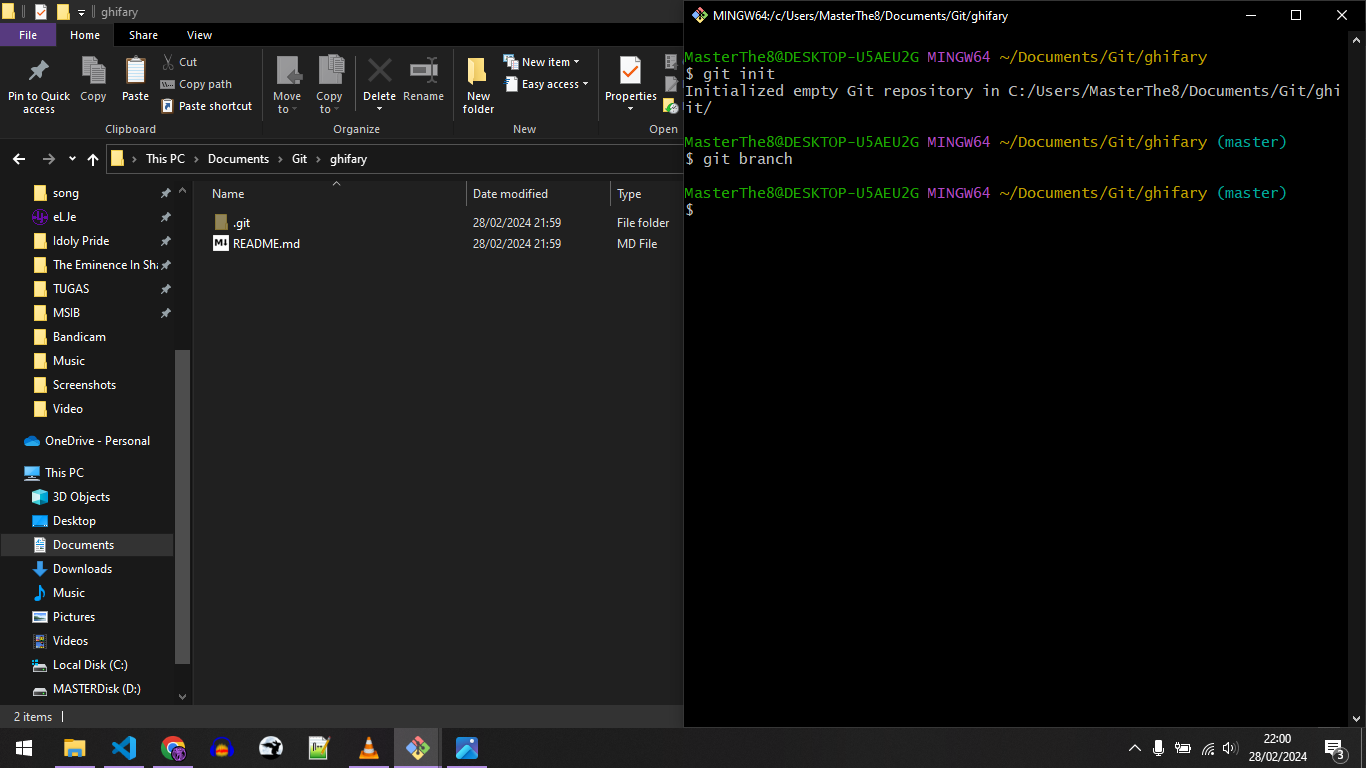 ghifary
File
Home
Share
View
Pin to Quick access
Copy
Paste
Cut
Copy path
Paste shortcut
Clipboard
Move to
Copy to
Delete
Rename
Organize
New folder
New item
Easy access
New
Properties
Open
This PC
Documents
Git
ghifary
song
eLJe
Idoly Pride
The Eminence In Sha
TUGAS
MSIB
Bandicam
Music
Screenshots
Video
OneDrive - Personal
This PC
3D Objects
Desktop
Documents
Downloads
Music
Pictures
Videos
Local Disk (C:)
MASTERDisk (D:)
Name
Date modified
Type
.git
28/02/2024 21:59
File folder
README.md
28/02/2024 21:59
MD File
2 items
MINGW64:/c/Users/MasterThe8/Documents/Git/ghifary
MasterThe8@DESKTOP-U5AEU2G MINGW64 ~/Documents/Git/ghifary
$ git init
Initialized empty Git repository in C:/Users/MasterThe8/Documents/Git/ghi
it/
MasterThe8@DESKTOP-U5AEU2G MINGW64 ~/Documents/Git/ghifary (master)
$ git branch
MasterThe8@DESKTOP-U5AEU2G MINGW64 ~/Documents/Git/ghifary (master)
$
22:00
28/02/2024
3